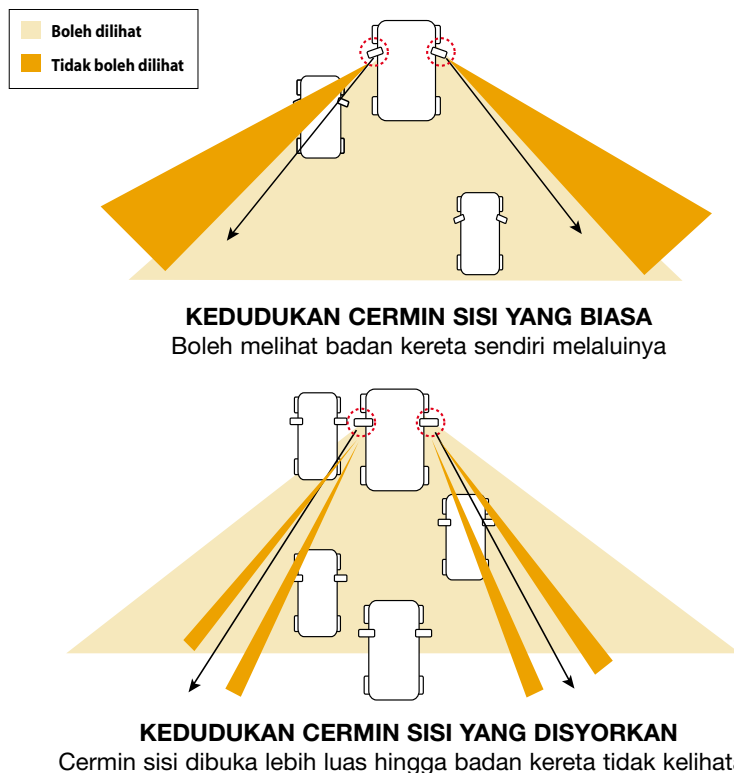 Boleh dilihat
Tidak boleh dilihat
KEDUDUKAN CERMIN SISI YANG BIASA
Boleh melihat badan kereta sendiri melaluinya
KEDUDUKAN CERMIN SISI YANG DISYORKAN
Cermin sisi dibuka lebih luas hingga badan kereta tidak